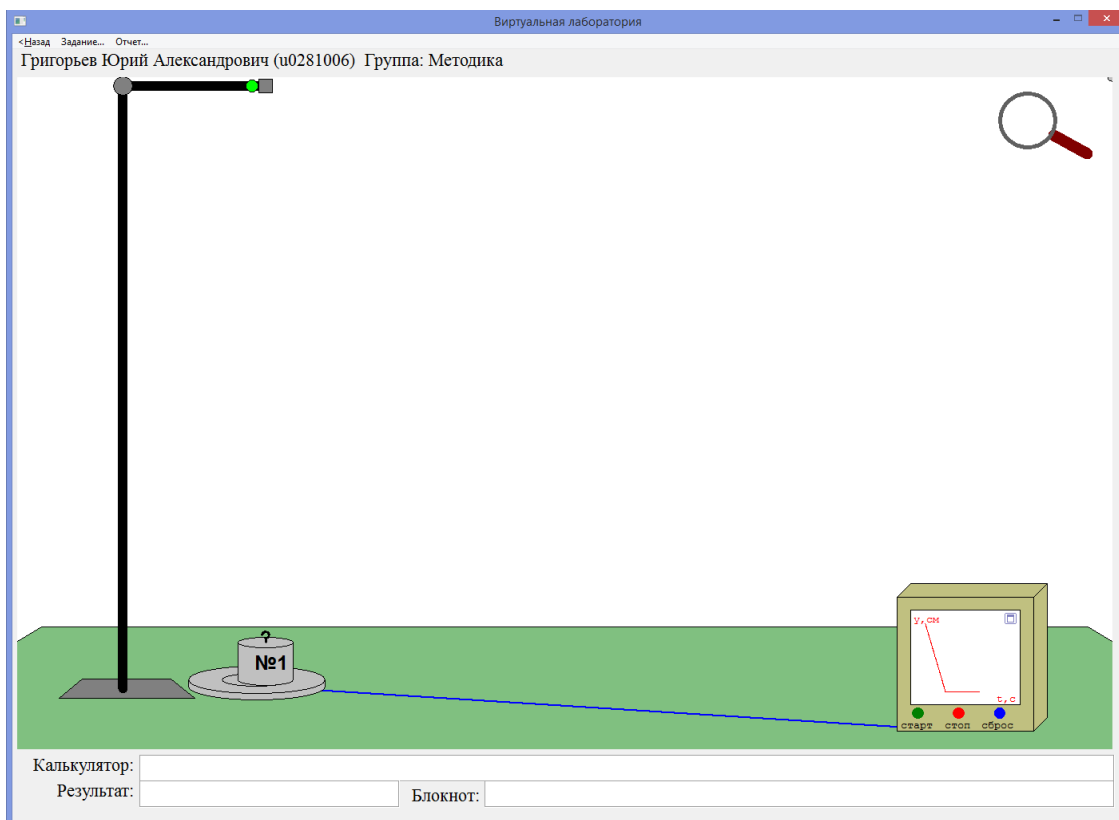 Виртуальная лаборатория
<Назад Задание... Отчет...
Григорьев Юрий Александрович (u0281006) Группа: Методика
№1
y,см
t,с
старт стоп сброс
Калькулятор:
Результат:
Блокнот: